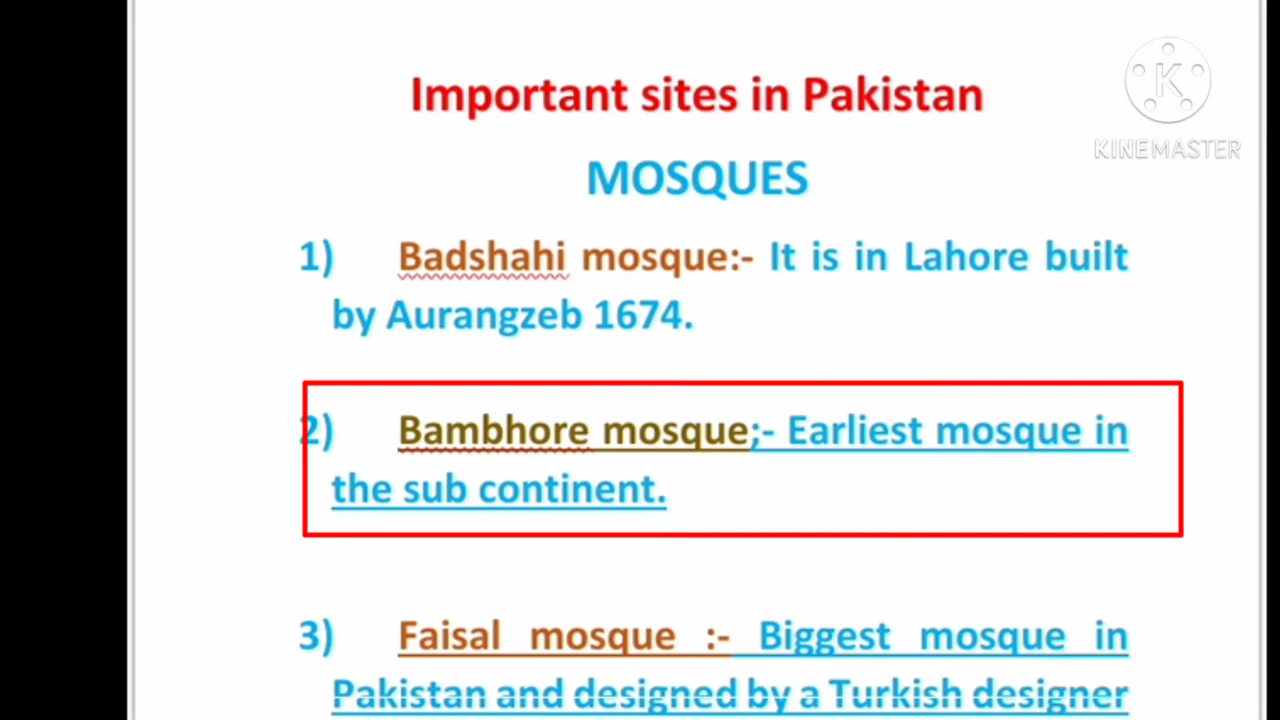 Important sites in Pakistan
K
KINEMASTER
MOSQUES
1) Badshahi mosque:- It is in Lahore built
by Aurangzeb 1674.
2) Bambhore mosque;- Earliest mosque in
the sub continent.
3) Faisal mosque :- Biggest mosque in
Pakistan and designed by a Turkish designer